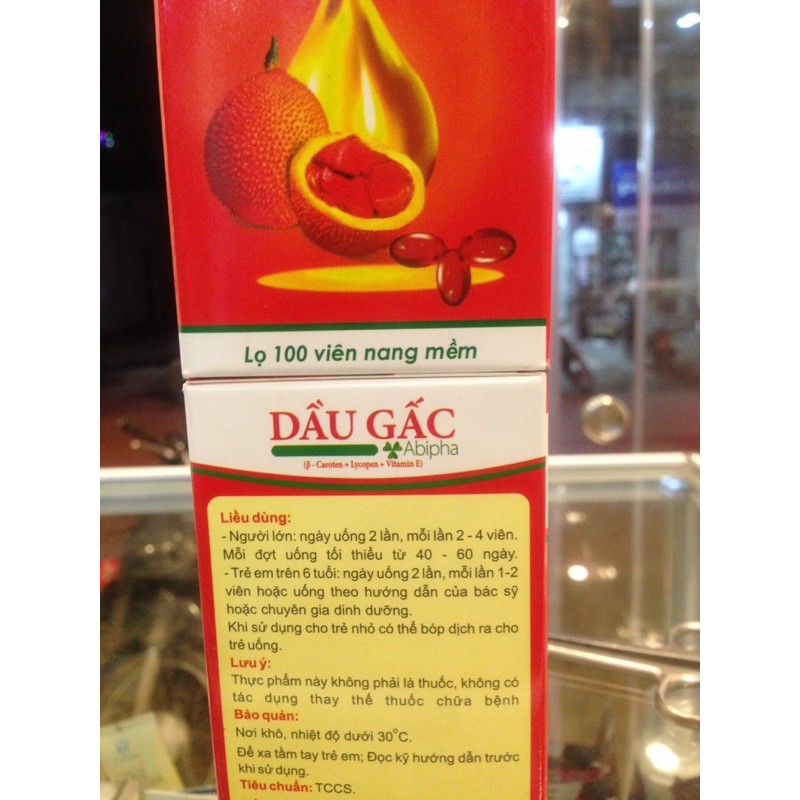 Lọ 100 viên nang mềm
DẦU GẤC
Abipha
(β - Caroten + Lycopen + Vitamin E)
Liều dùng:
- Người lớn: ngày uống 2 lần, mỗi lần 2 - 4 viên.
Mỗi đợt uống tối thiểu từ 40 - 60 ngày.
- Trẻ em trên 6 tuổi: ngày uống 2 lần, mỗi lần 1-2
viên hoặc uống theo hướng dẫn của bác sỹ
hoặc chuyên gia dinh dưỡng.
Khi sử dụng cho trẻ nhỏ có thể bóp dịch ra cho
trẻ uống.
Lưu ý:
Thực phẩm này không phải là thuốc, không có
tác dụng thay thế thuốc chữa bệnh
Bảo quản:
Nơi khô, nhiệt độ dưới 30°C.
Để xa tầm tay trẻ em; Đọc kỹ hướng dẫn trước
khi sử dụng.
Tiêu chuẩn: TCCS.